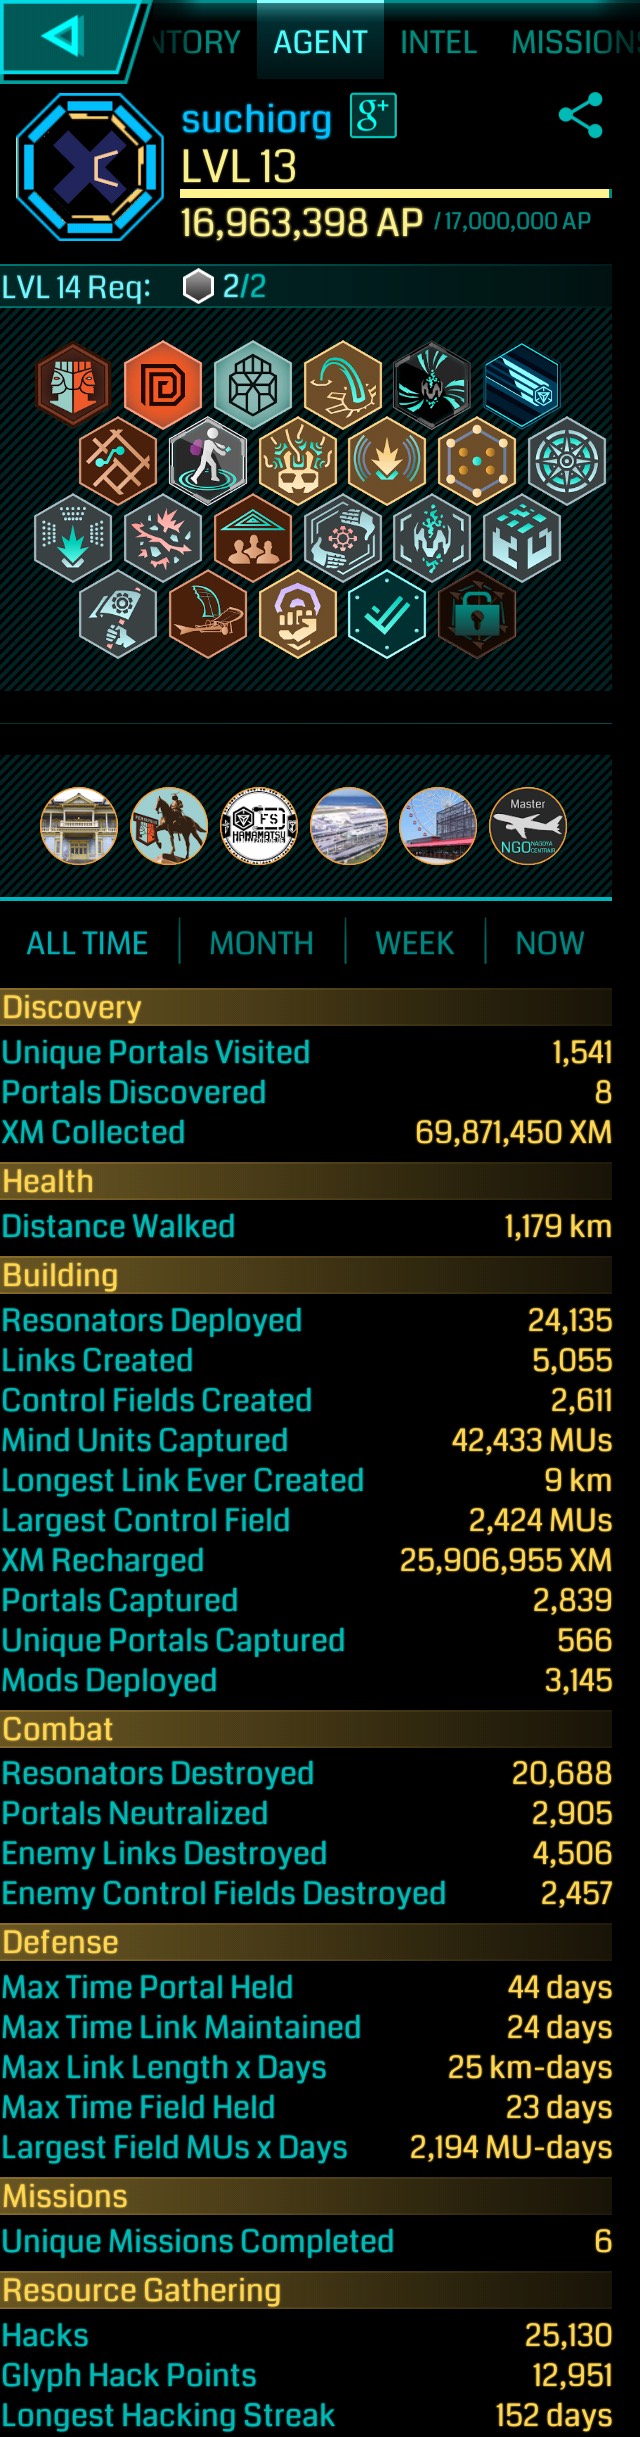 NTORY AGENT INTEL MISSIONS
suchiorg g+
LVL 13
16,963,398 AP / 17,000,000 AP
LVL 14 Req: 2/2
FS
HAMAMATSU
Master
NGO NAGOYA
CENTRAIR
ALL TIME MONTH WEEK NOW
Discovery
Unique Portals Visited 1,541
Portals Discovered 8
XM Collected 69,871,450 XM
Health
Distance Walked 1,179 km
Building
Resonators Deployed 24,135
Links Created 5,055
Control Fields Created 2,611
Mind Units Captured 42,433 MUs
Longest Link Ever Created 9 km
Largest Control Field 2,424 MUs
XM Recharged 25,906,955 XM
Portals Captured 2,839
Unique Portals Captured 566
Mods Deployed 3,145
Combat
Resonators Destroyed 20,688
Portals Neutralized 2,905
Enemy Links Destroyed 4,506
Enemy Control Fields Destroyed 2,457
Defense
Max Time Portal Held 44 days
Max Time Link Maintained 24 days
Max Link Length x Days 25 km-days
Max Time Field Held 23 days
Largest Field MUs x Days 2,194 MU-days
Missions
Unique Missions Completed 6
Resource Gathering
Hacks 25,130
Glyph Hack Points 12,951
Longest Hacking Streak 152 days